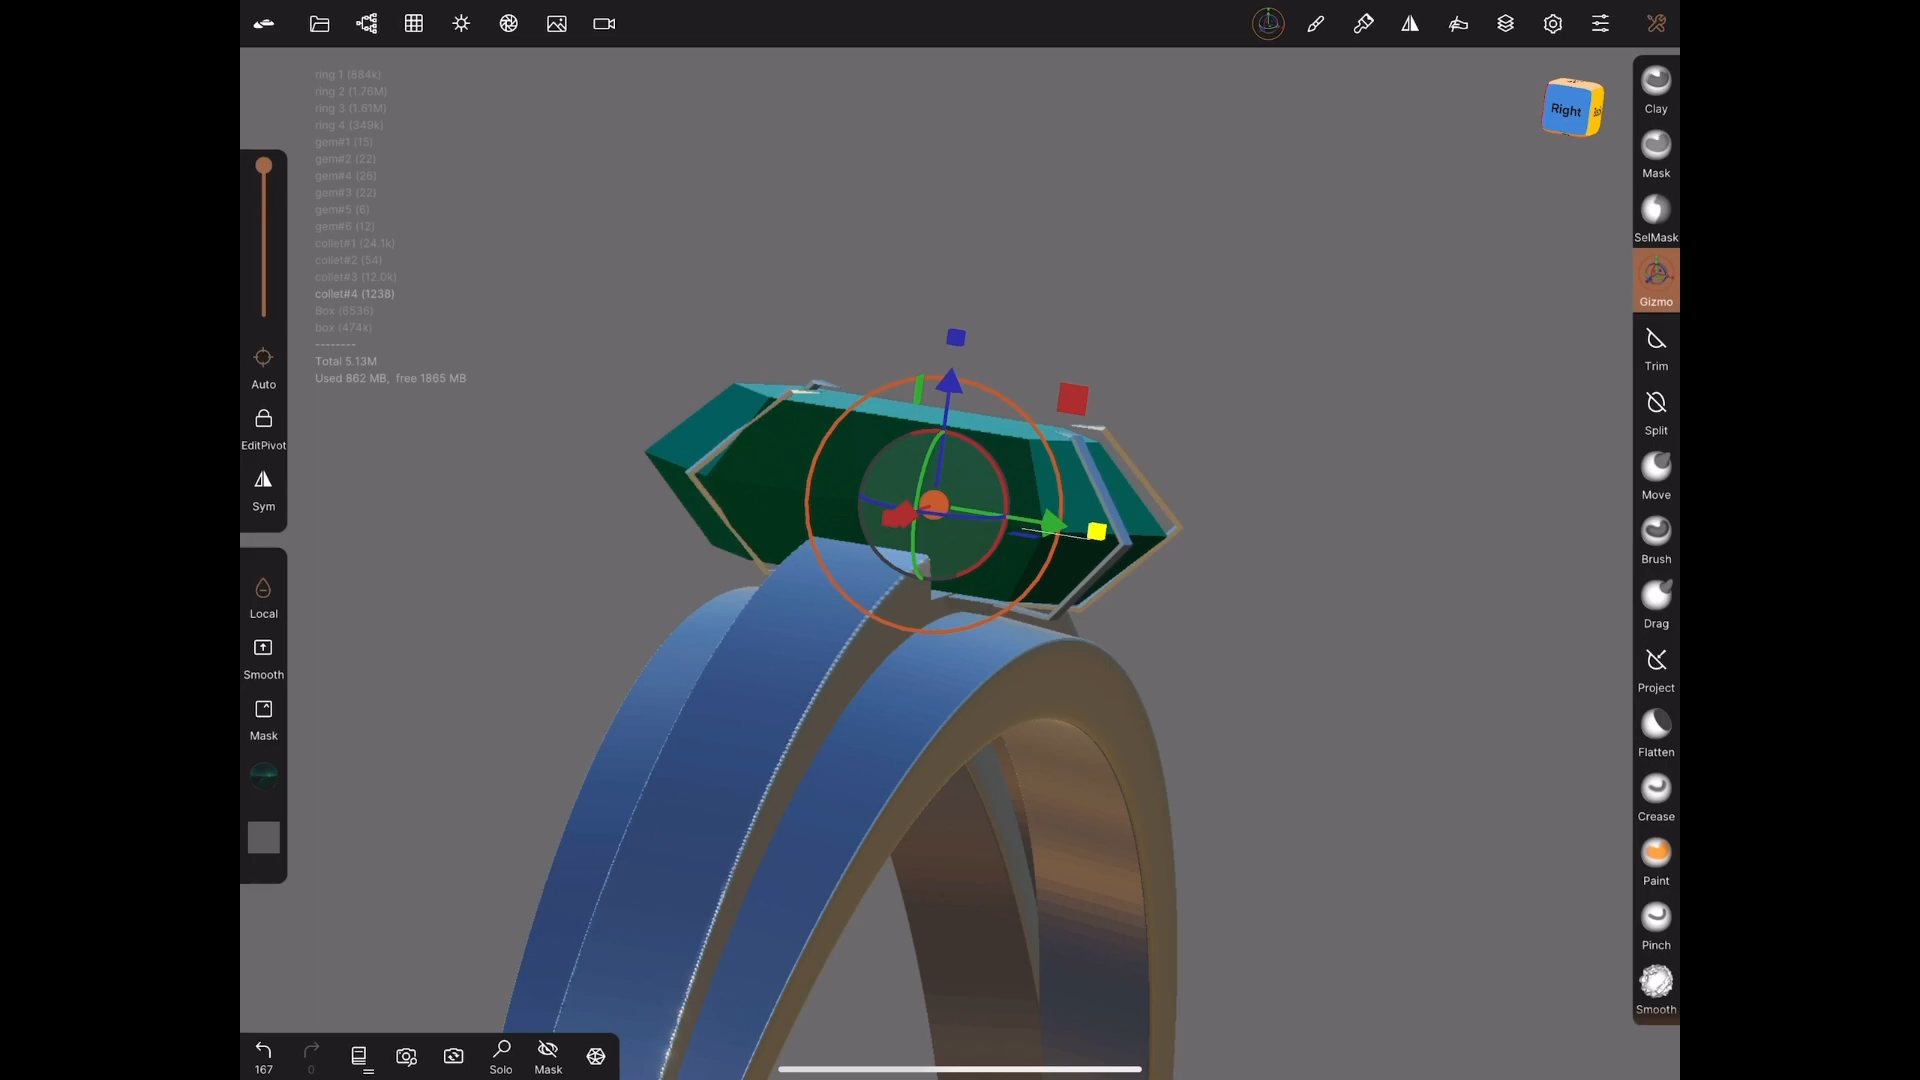 ring 1 (884k)
ring 2 (1.76M)
ring 3 (1.61M)
ring 4 (349k)
gem#1 (15)
gem#2 (22)
gem#4 (26)
gem#3 (22)
gem#5 (6)
gem#6 (12)
collet#1 (24.1k)
collet#2 (54)
collet#3 (12.0k)
collet#4 (1238)
Box (6536)
box (474k)
--------
Total 5.13M
Used 862 MB,  free 1865 MB
Auto
EditPivot
Sym
Local
Smooth
Mask
167
0
Solo
Mask
Right
Clay
Mask
SelMask
Gizmo
Trim
Split
Move
Brush
Drag
Project
Flatten
Crease
Paint
Pinch
Smooth